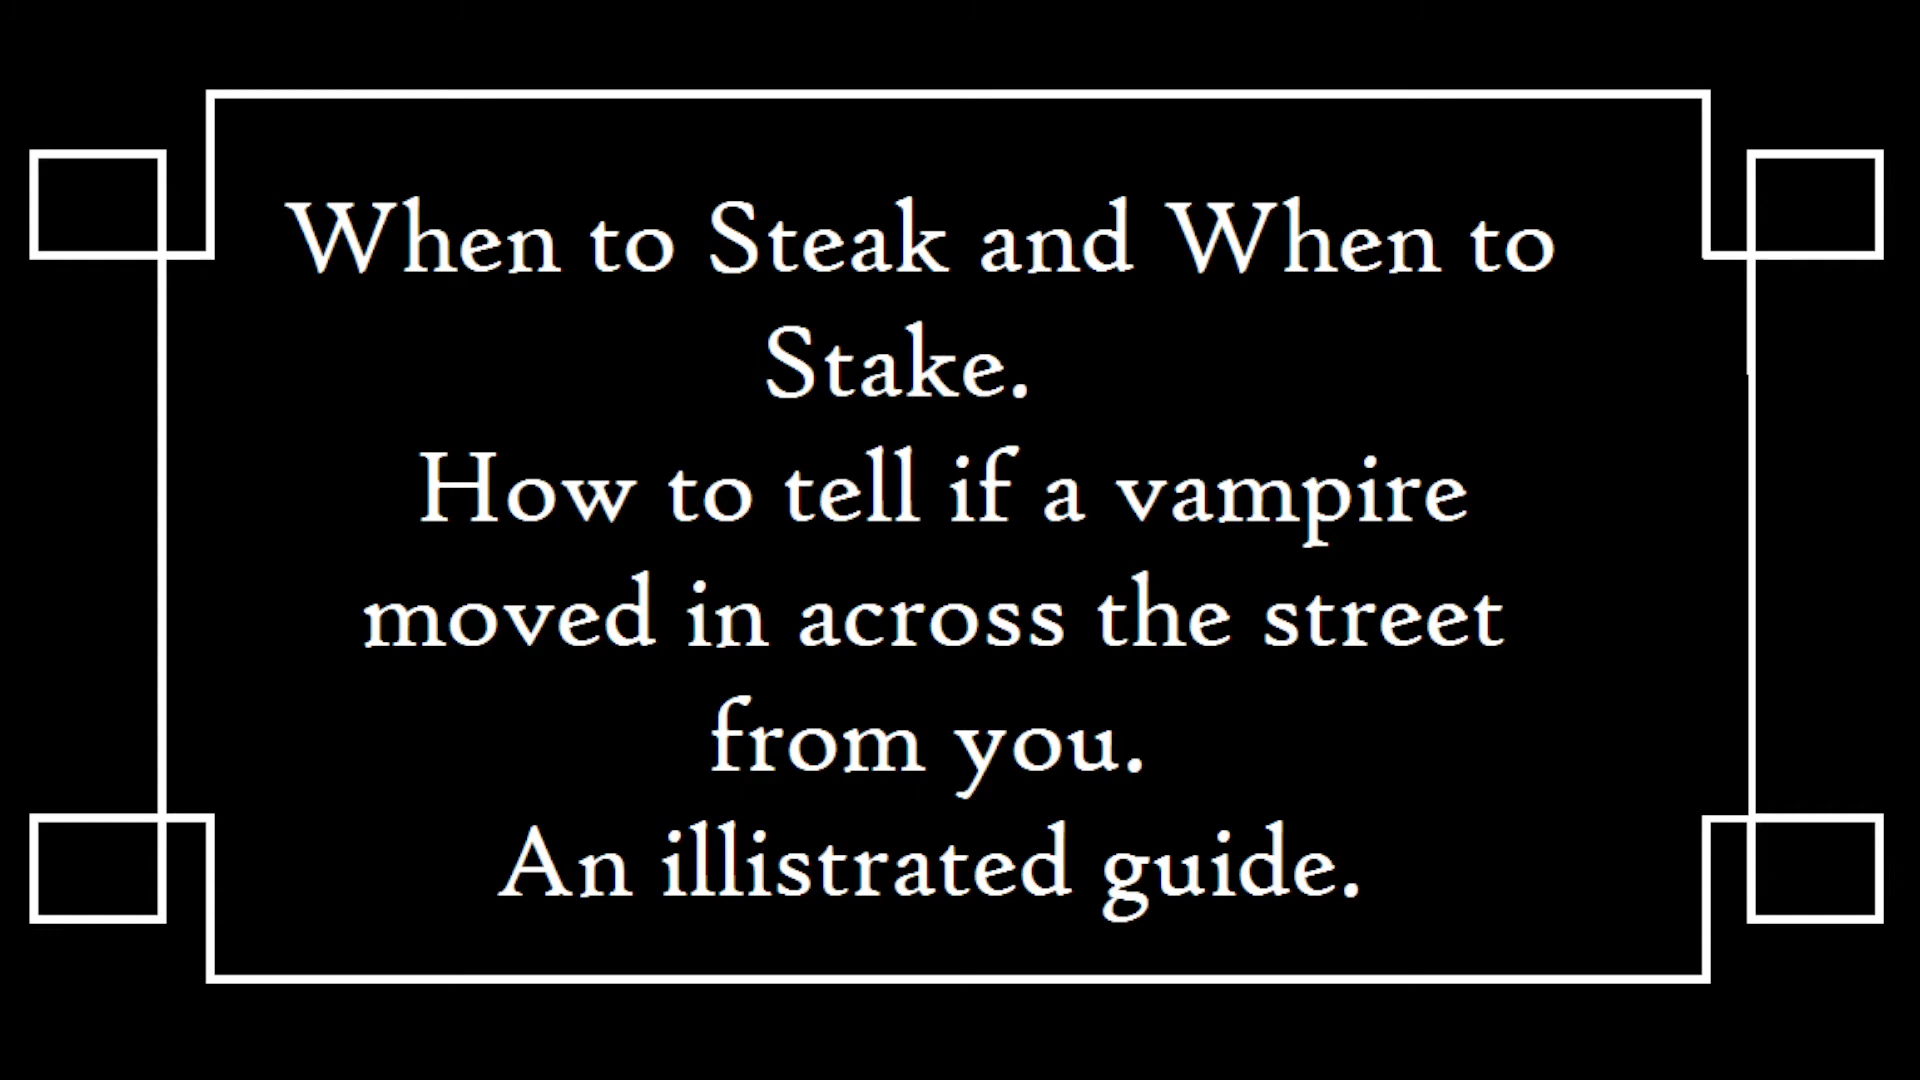 When to Steak and When to
Stake.
How to tell if a vampire
moved in across the street
from you.
An illistrated guide.